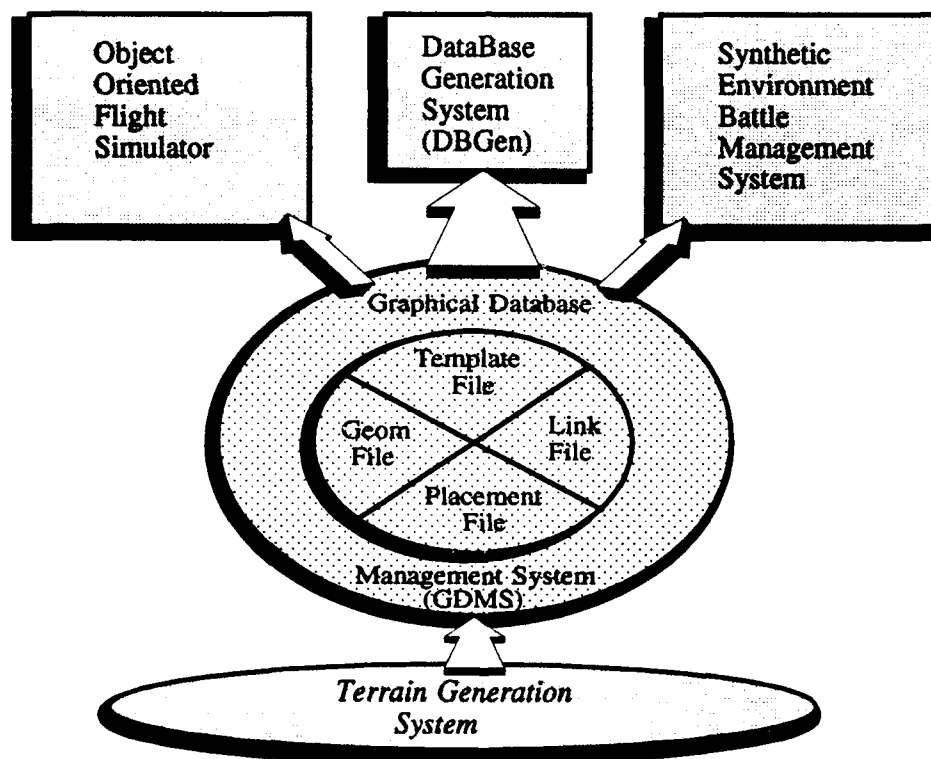 Object
Oriented
Flight
Simulator
DataBase
Generation
System
(DBGen)
Synthetic
Environment
Battle
Management
System
Graphical Database
Template
File
Geom
File
Link
File
Placement
File
Management System
(GDMS)
Terrain Generation
System